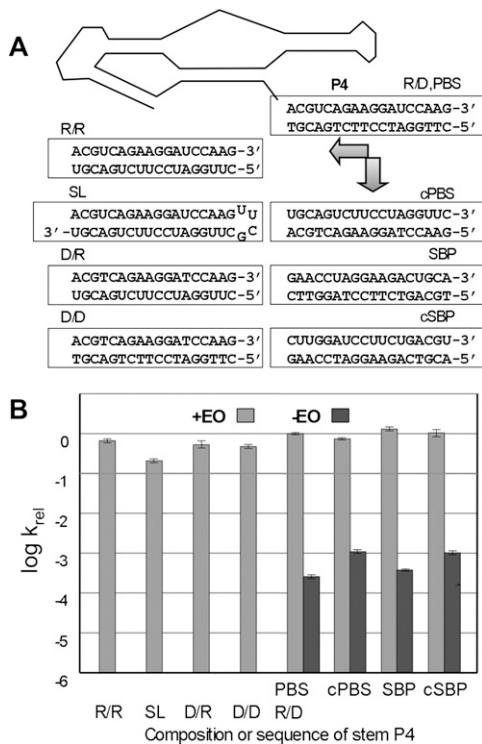 A
P4 R/D,PBS
ACGUCAGAAGGAUCCAAG-3′
TGCAGTCTTCCTAGGTTC-5′
R/R
ACGUCAGAAGGAUCCAAG-3′
UGCAGUCUUCCUAGGUUC-5′
SL
ACGUCAGAAGGAUCCAAGUU
3′-UGCAGUCUUCCUAGGUUCGC
D/R
ACGTCAGAAGGATCCAAG-3′
UGCAGUCUUCCUAGGUUC-5′
D/D
ACGTCAGAAGGATCCAAG-3′
TGCAGTCTTCCTAGGTTC-5′
cPBS
UGCAGUCUUCCUAGGUUC-3′
ACGTCAGAAGGATCCAAG-5′
SBP
GAACCUAGGAAGACUGCA-3′
CTTGGATCCTTCTGACGT-5′
cSBP
CUUGGAUCCUUCUGACGU-3′
GAACCTAGGAAGACTGCA-5′
B
+EO -EO
0
-1
-2
-3
-4
-5
-6
log k_rel
PBS cPBS SBP cSBP
R/R SL D/R D/D R/D
Composition or sequence of stem P4